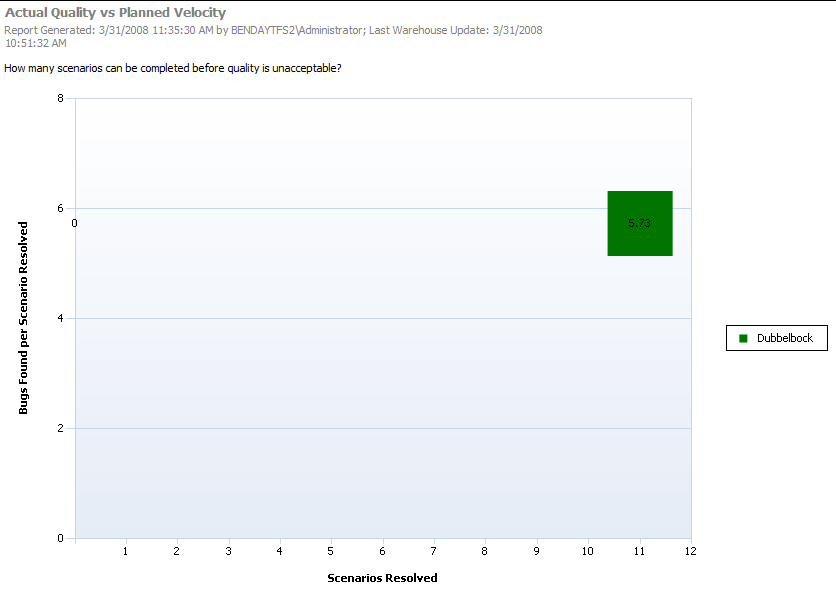 Actual Quality vs Planned Velocity
Report Generated: 3/31/2008 11:35:30 AM by BENDAYTFS2\Administrator; Last Warehouse Update: 3/31/2008
10:51:32 AM
How many scenarios can be completed before quality is unacceptable?
8
6
0
5.73
4
2
0
Bugs Found per Scenario Resolved
Dubbelbock
1 2 3 4 5 6 7 8 9 10 11 12
Scenarios Resolved